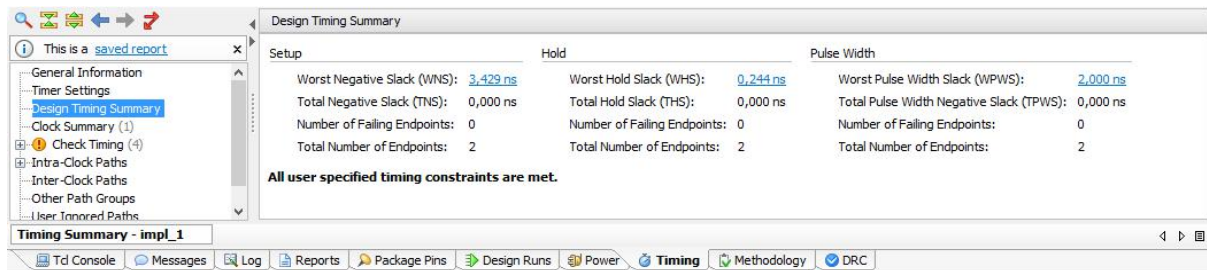 Design Timing Summary
This is a saved report
General Information
Timer Settings
Design Timing Summary
Clock Summary (1)
Check Timing (4)
Intra-Clock Paths
Inter-Clock Paths
Other Path Groups
User Ignored Paths
Setup Hold Pulse Width
Worst Negative Slack (WNS): 3,429 ns Worst Hold Slack (WHS): 0,244 ns Worst Pulse Width Slack (WPWS): 2,000 ns
Total Negative Slack (TNS): 0,000 ns Total Hold Slack (THS): 0,000 ns Total Pulse Width Negative Slack (TPWS): 0,000 ns
Number of Failing Endpoints: 0 Number of Failing Endpoints: 0 Number of Failing Endpoints: 0
Total Number of Endpoints: 2 Total Number of Endpoints: 2 Total Number of Endpoints: 2
All user specified timing constraints are met.
Timing Summary - impl_1
Tcl Console Messages Log Reports Package Pins Design Runs Power Timing Methodology DRC